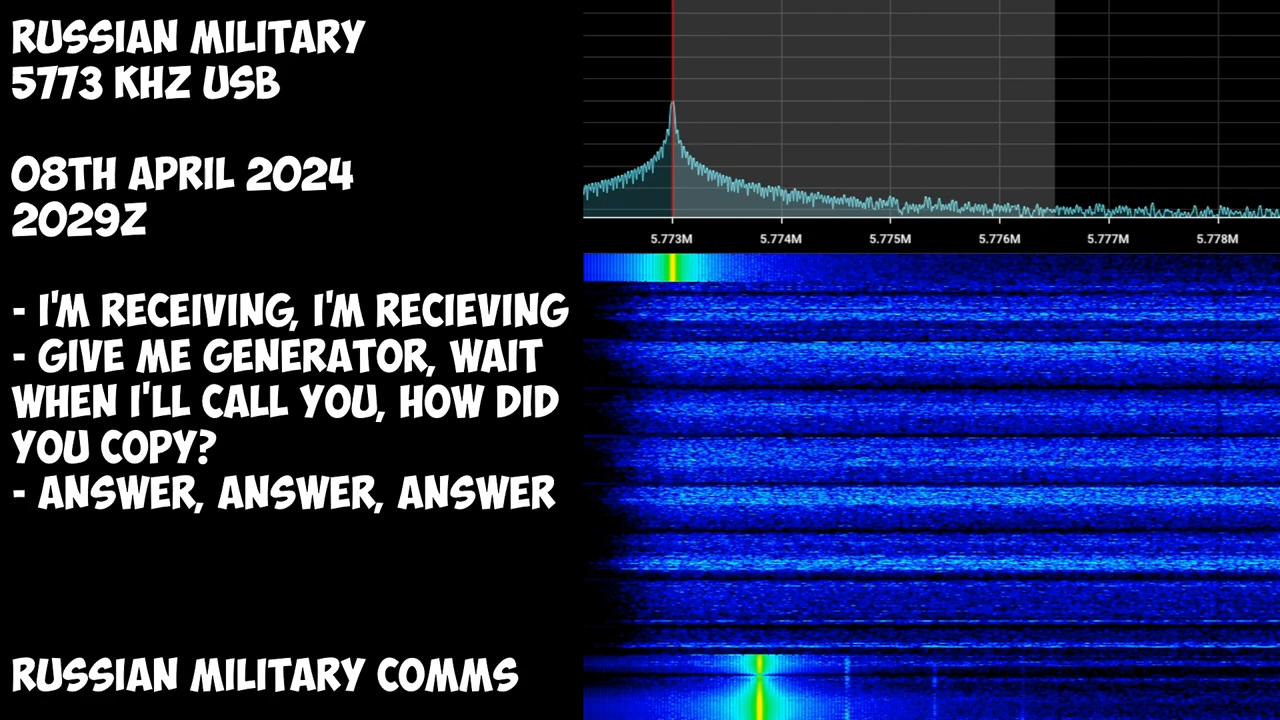 RUSSIAN MILITARY
5773 KHZ USB
08TH APRIL 2024
2029Z
- I'M RECEIVING, I'M RECIEVING
- GIVE ME GENERATOR, WAIT
WHEN I'LL CALL YOU, HOW DID
YOU COPY?
- ANSWER, ANSWER, ANSWER
RUSSIAN MILITARY COMMS
5.773M 5.774M 5.775M 5.776M 5.777M 5.778M